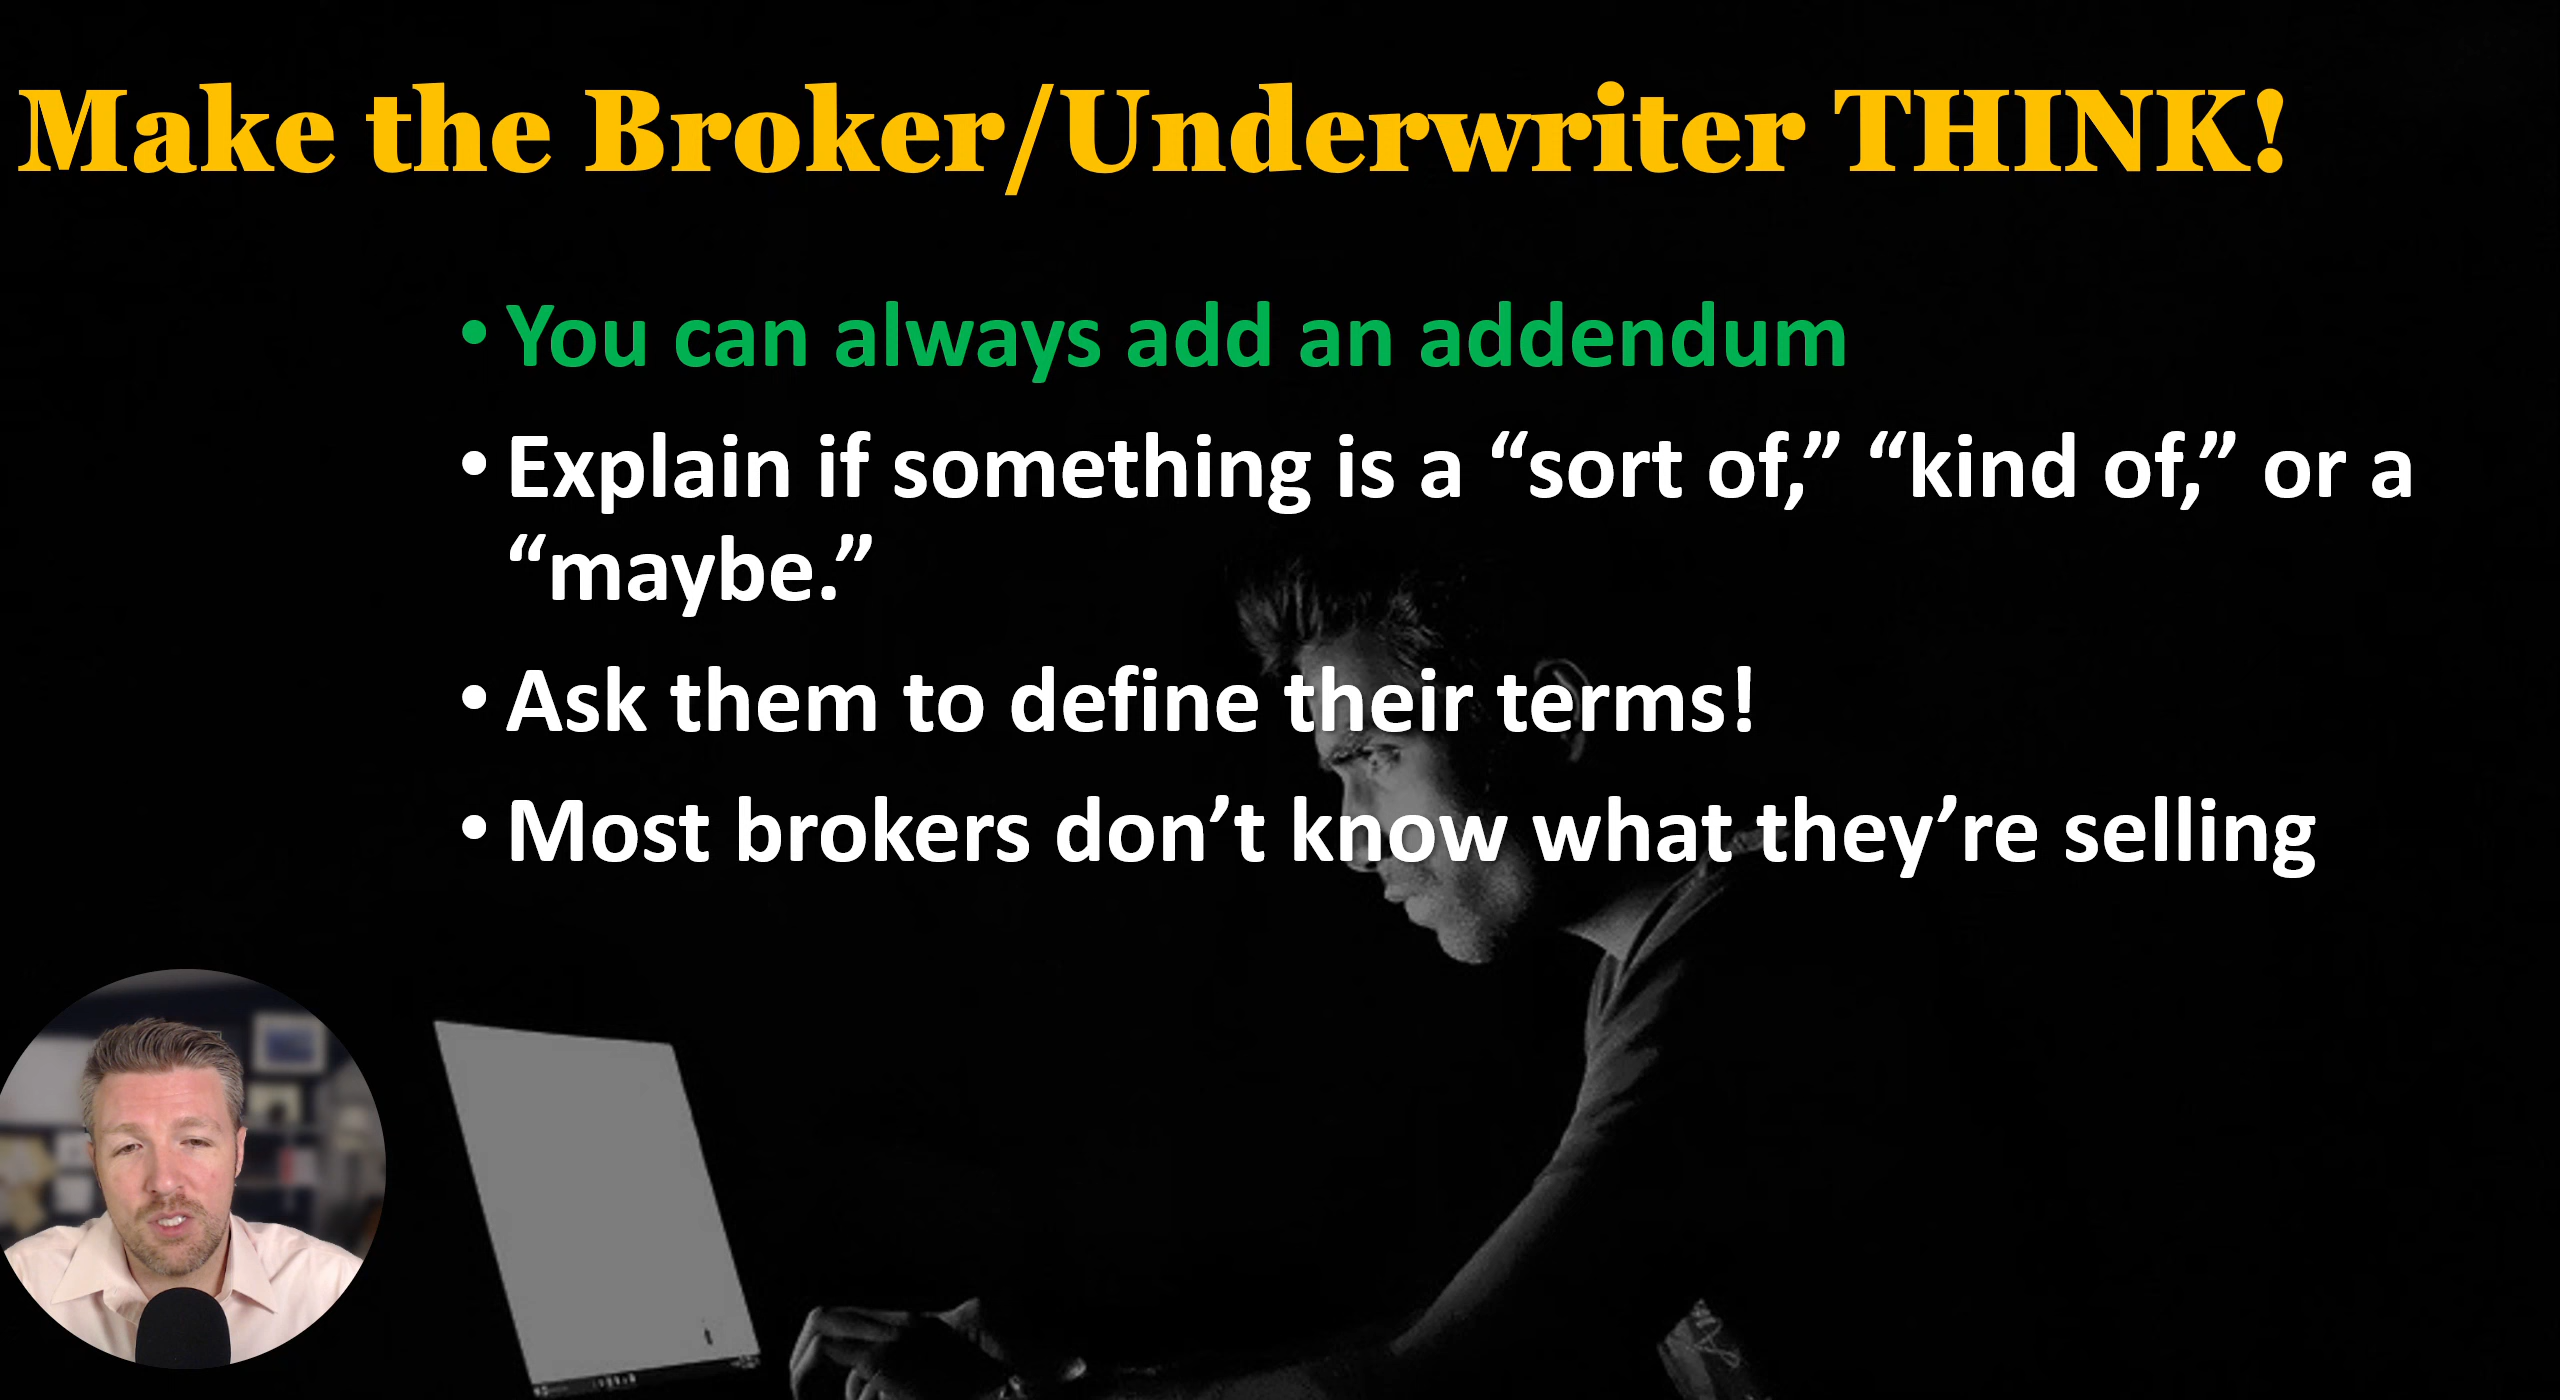 Make the Broker/Underwriter THINK!
• You can always add an addendum
• Explain if something is a “sort of,” “kind of,” or a
“maybe.”
• Ask them to define their terms!
• Most brokers don’t know what they’re selling